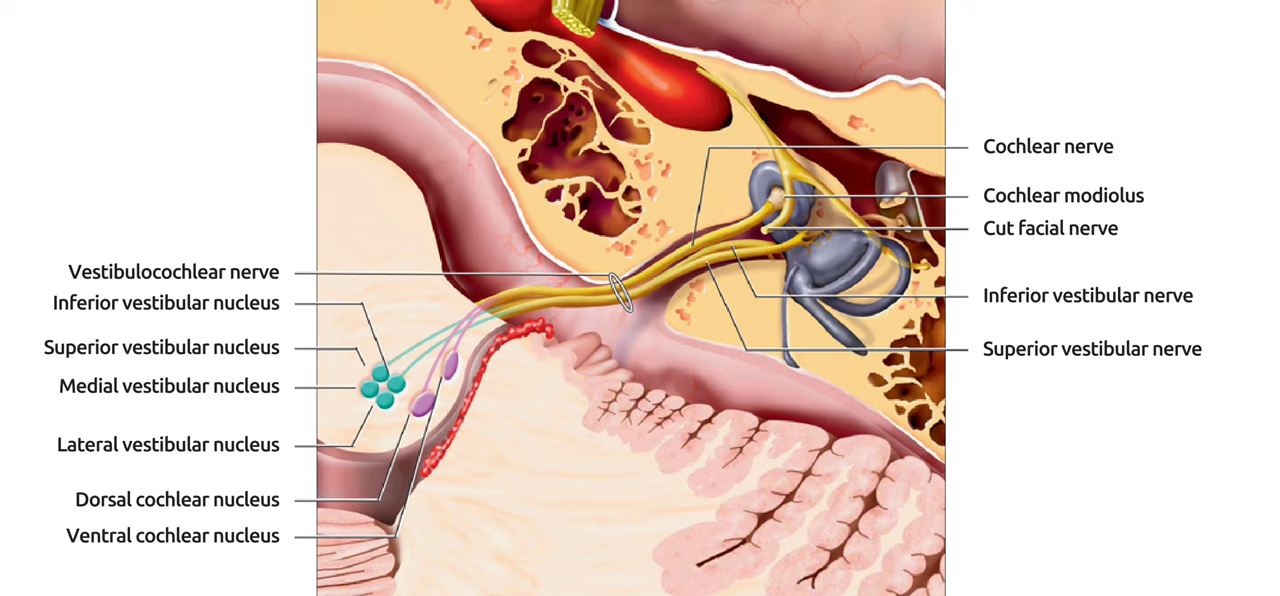 Cochlear nerve
Cochlear modiolus
Cut facial nerve
Vestibulocochlear nerve
Inferior vestibular nucleus
Inferior vestibular nerve
Superior vestibular nucleus
Superior vestibular nerve
Medial vestibular nucleus
Lateral vestibular nucleus
Dorsal cochlear nucleus
Ventral cochlear nucleus